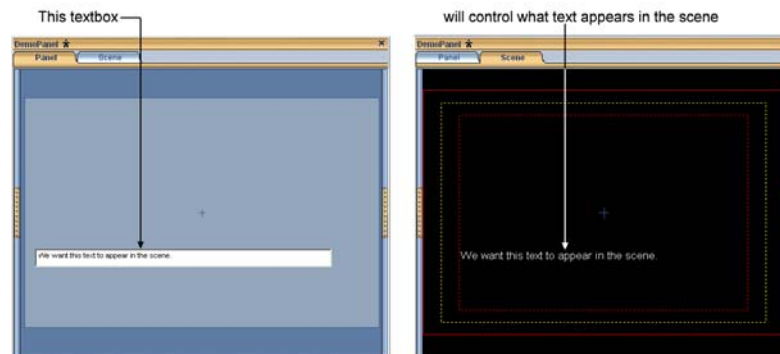 This textbox
will control what text appears in the scene
DemoPanel
Panel Scene
We want this text to appear in the scene.
DemoPanel
Panel Scene
We want this text to appear in the scene.